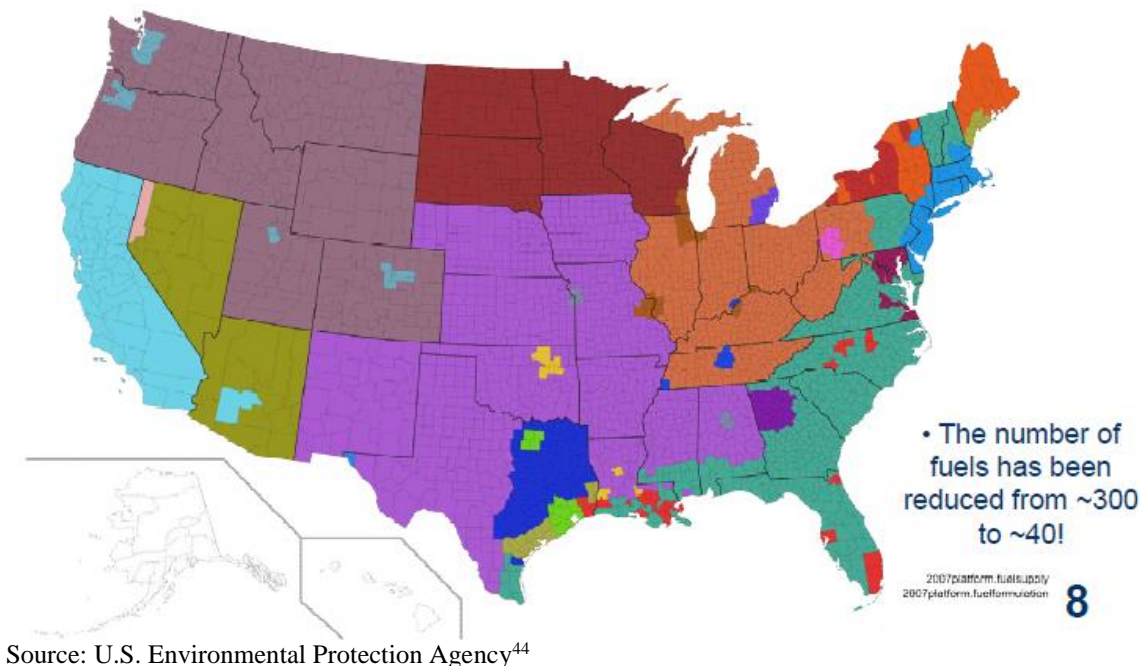 • The number of
fuels has been
reduced from ~300
to ~40!
2007platform.fuelsupply
2007platform.fuelformulation
8
Source: U.S. Environmental Protection Agency⁴⁴